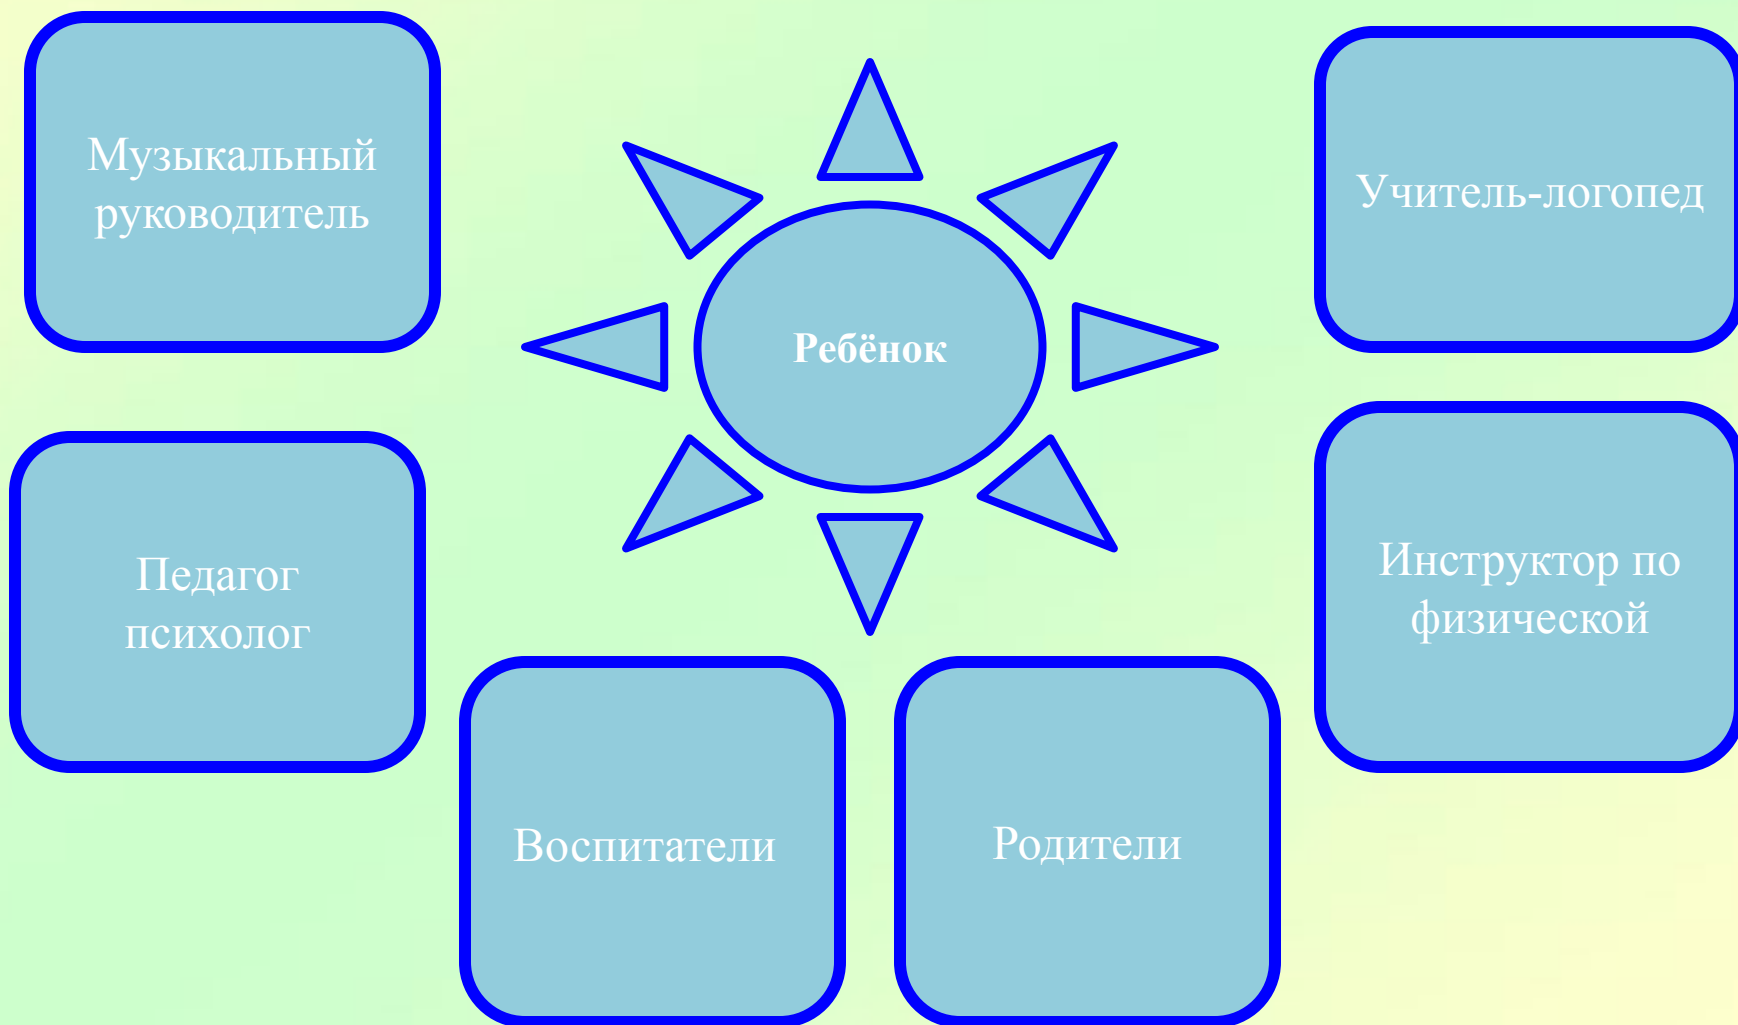 Музыкальный
руководитель
Ребёнок
Учитель-логопед
Педагог
психолог
Инструктор по
физической
Воспитатели
Родители